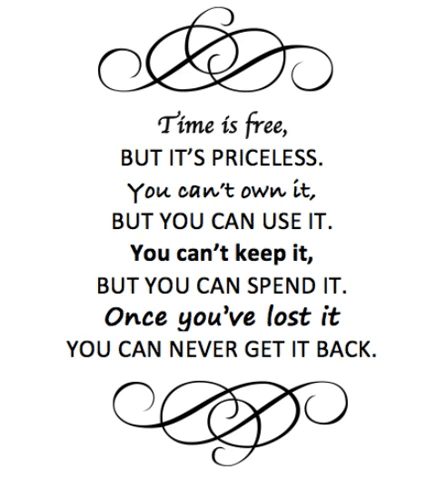 Time is free,
BUT IT’S PRICELESS.
You can’t own it,
BUT YOU CAN USE IT.
You can’t keep it,
BUT YOU CAN SPEND IT.
Once you’ve lost it
YOU CAN NEVER GET IT BACK.